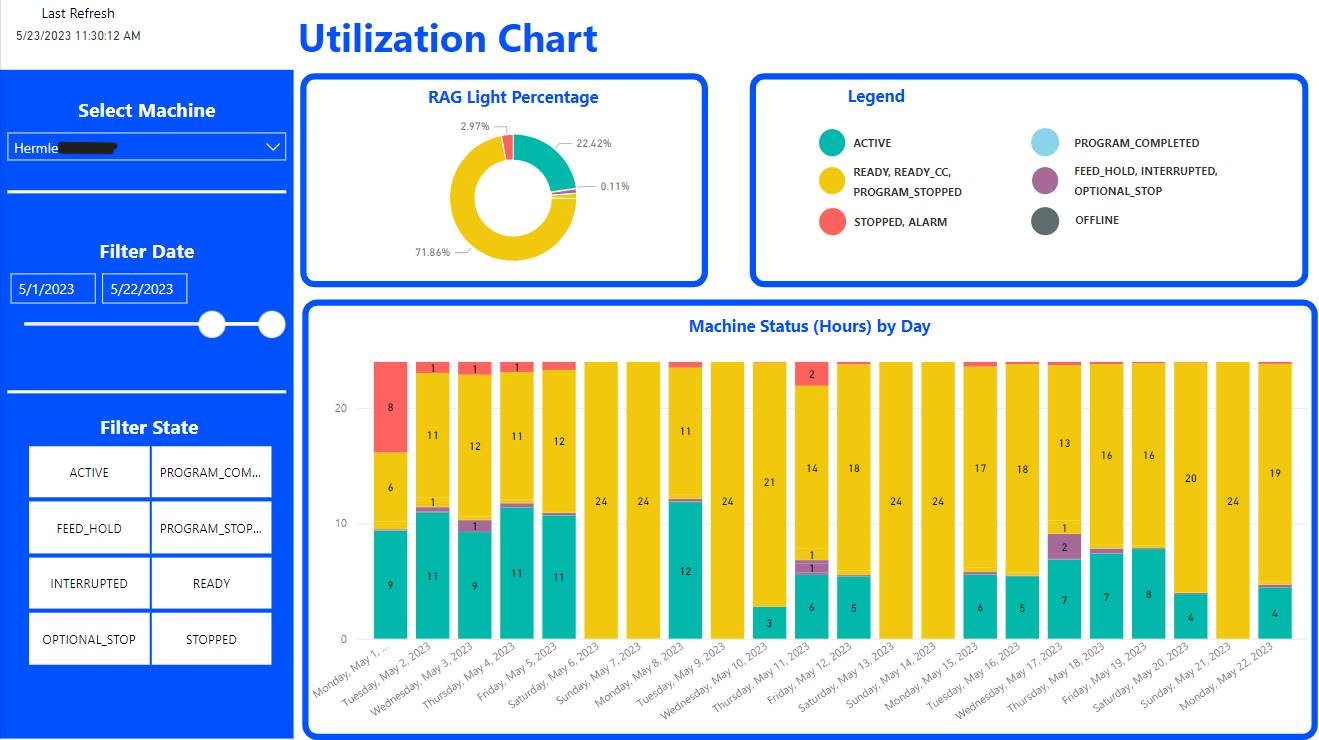 Last Refresh
5/23/2023 11:30:12 AM
Utilization Chart
Select Machine
Hermle
Filter Date
5/1/2023 5/22/2023
Filter State
ACTIVE PROGRAM_COM...
FEED_HOLD PROGRAM_STOP...
INTERRUPTED READY
OPTIONAL_STOP STOPPED
RAG Light Percentage
2.97%
22.42%
0.11%
71.86%
Legend
ACTIVE
READY, READY_CC,
PROGRAM_STOPPED
STOPPED, ALARM
PROGRAM_COMPLETED
FEED_HOLD, INTERRUPTED,
OPTIONAL_STOP
OFFLINE
Machine Status (Hours) by Day
20
10
0
8
6
9
1
11
1
11
1
12
1
9
1
11
11
12
11
24
24
11
12
24
21
3
2
14
1
1
6
18
5
24
24
17
6
18
5
13
1
2
7
16
7
16
8
20
4
24
19
4
Monday, May 1, ...
Tuesday, May 2, 2023
Wednesday, May 3, 2023
Thursday, May 4, 2023
Friday, May 5, 2023
Saturday, May 6, 2023
Sunday, May 7, 2023
Monday, May 8, 2023
Tuesday, May 9, 2023
Wednesday, May 10, 2023
Thursday, May 11, 2023
Friday, May 12, 2023
Saturday, May 13, 2023
Sunday, May 14, 2023
Monday, May 15, 2023
Tuesday, May 16, 2023
Wednesday, May 17, 2023
Thursday, May 18, 2023
Friday, May 19, 2023
Saturday, May 20, 2023
Sunday, May 21, 2023
Monday, May 22, 2023